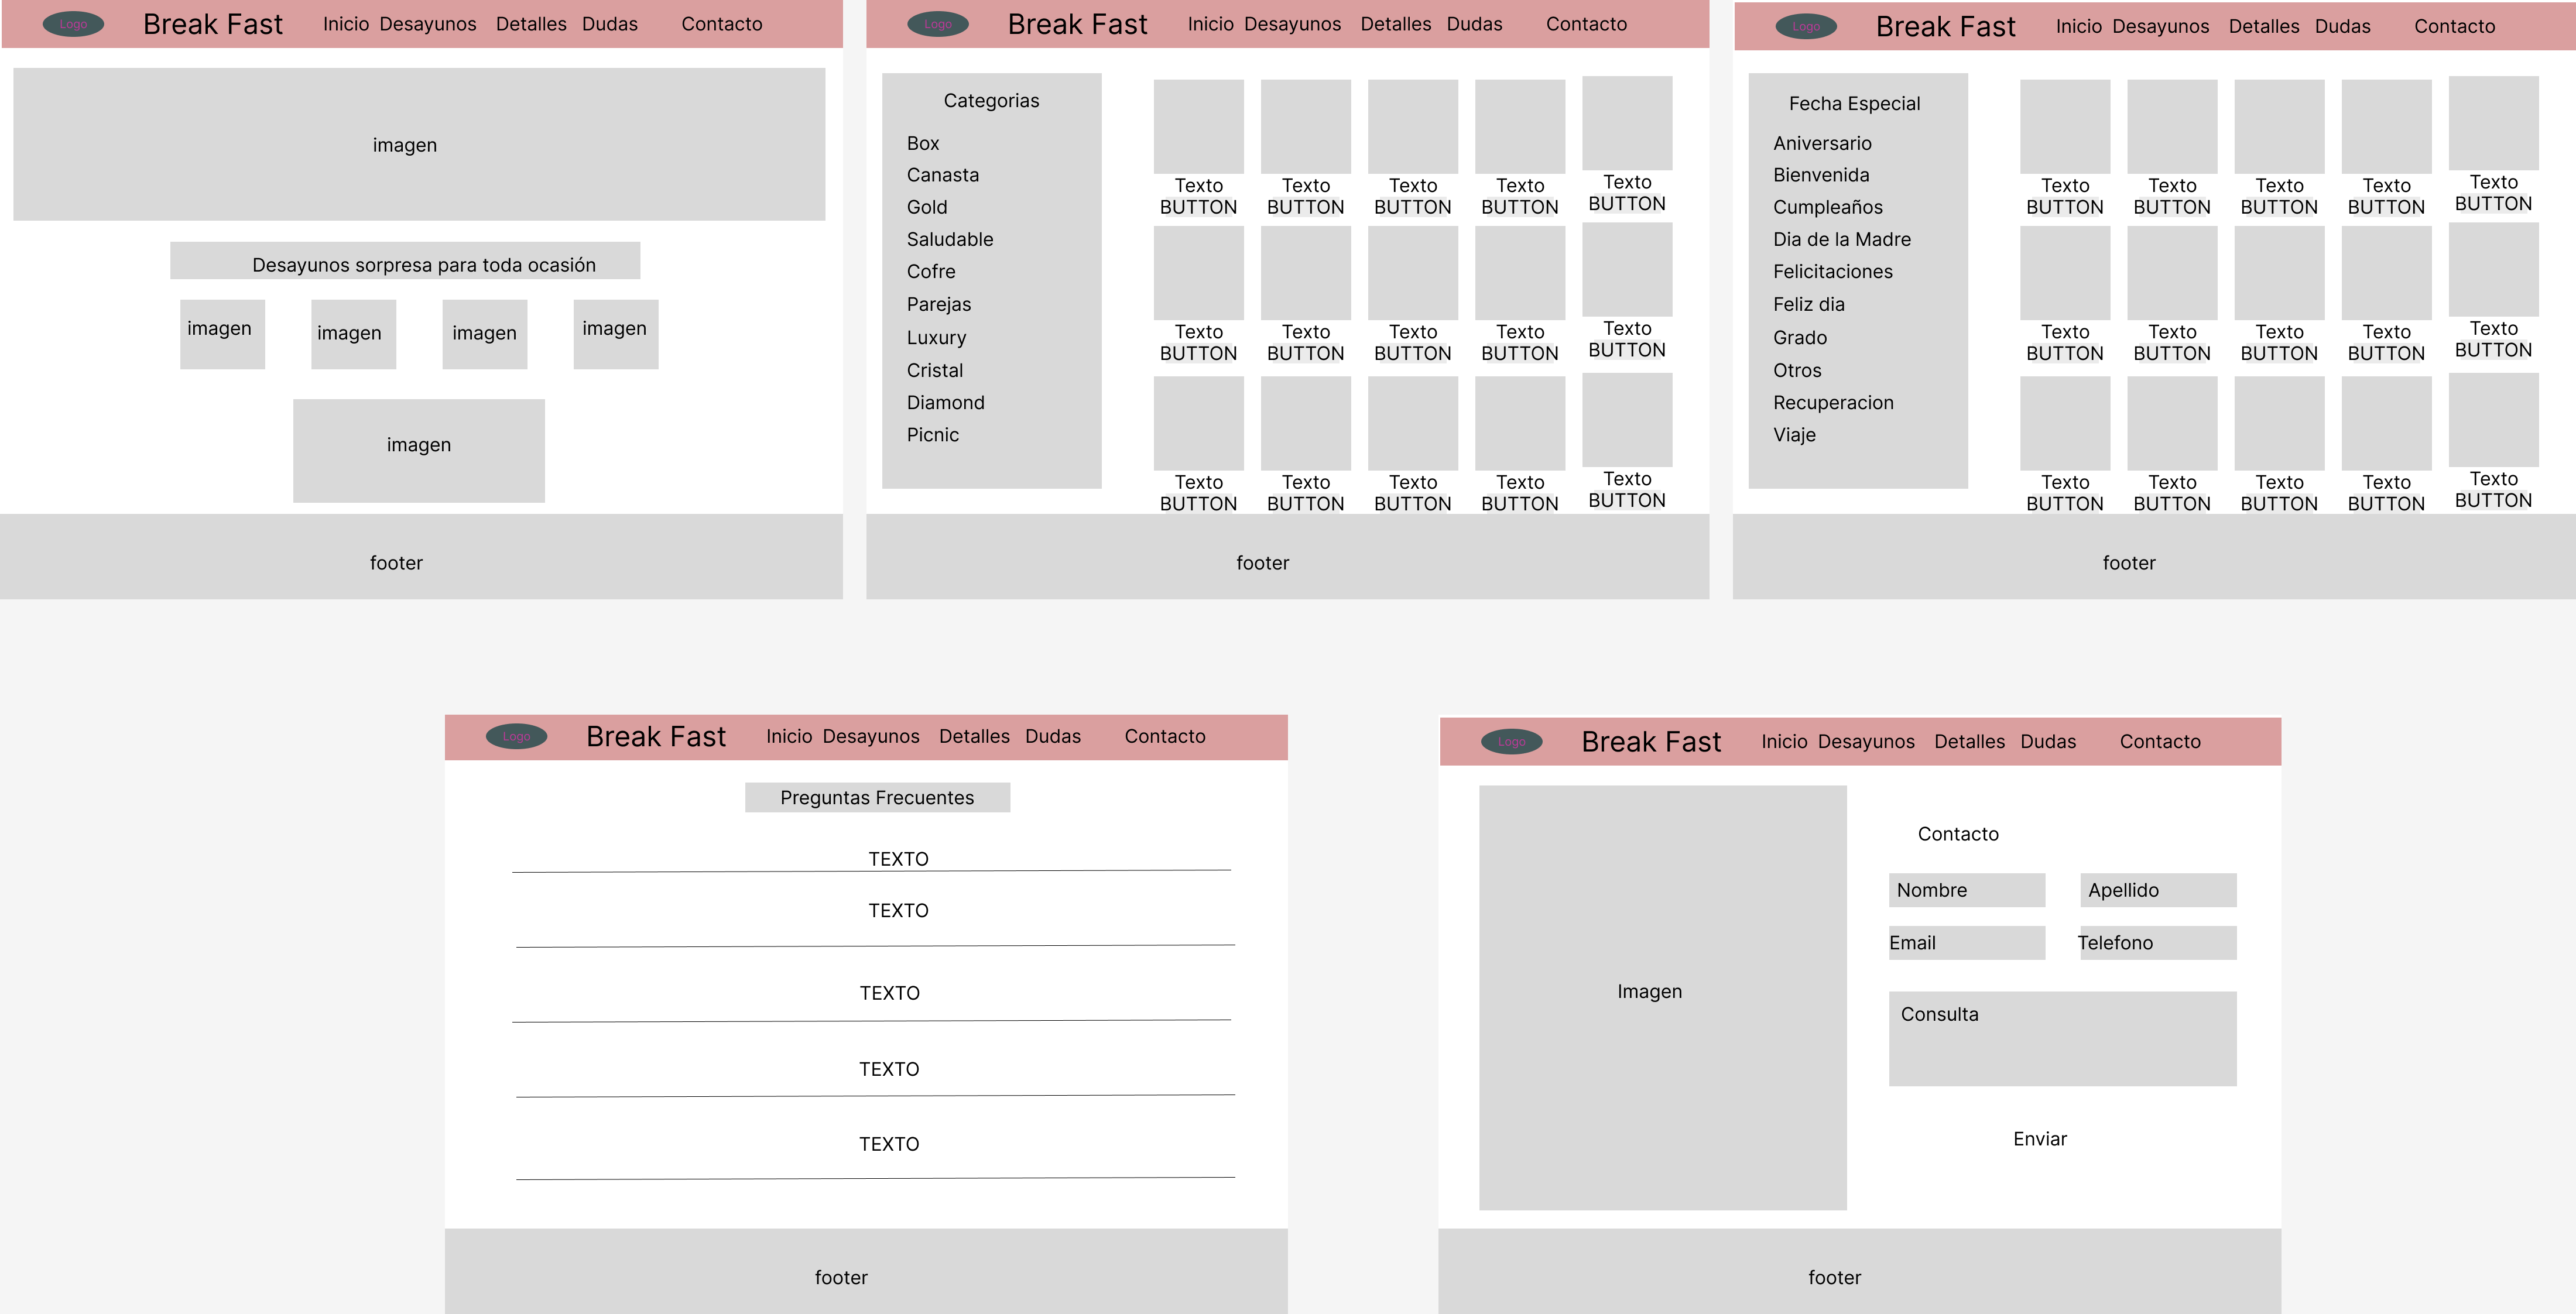 Logo Break Fast Inicio Desayunos Detalles Dudas Contacto
imagen
Desayunos sorpresa para toda ocasión
imagen imagen imagen imagen
imagen
footer
Logo Break Fast Inicio Desayunos Detalles Dudas Contacto
Categorias
Box
Canasta
Gold
Saludable
Cofre
Parejas
Luxury
Cristal
Diamond
Picnic
Texto Texto Texto Texto Texto
BUTTON BUTTON BUTTON BUTTON BUTTON
Texto Texto Texto Texto Texto
BUTTON BUTTON BUTTON BUTTON BUTTON
Texto Texto Texto Texto Texto
BUTTON BUTTON BUTTON BUTTON BUTTON
footer
Logo Break Fast Inicio Desayunos Detalles Dudas Contacto
Fecha Especial
Aniversario
Bienvenida
Cumpleaños
Dia de la Madre
Felicitaciones
Feliz dia
Grado
Otros
Recuperacion
Viaje
Texto Texto Texto Texto Texto
BUTTON BUTTON BUTTON BUTTON BUTTON
Texto Texto Texto Texto Texto
BUTTON BUTTON BUTTON BUTTON BUTTON
Texto Texto Texto Texto Texto
BUTTON BUTTON BUTTON BUTTON BUTTON
footer
Logo Break Fast Inicio Desayunos Detalles Dudas Contacto
Preguntas Frecuentes
TEXTO
TEXTO
TEXTO
TEXTO
TEXTO
footer
Logo Break Fast Inicio Desayunos Detalles Dudas Contacto
Imagen
Contacto
Nombre Apellido
Email Telefono
Consulta
Enviar
footer